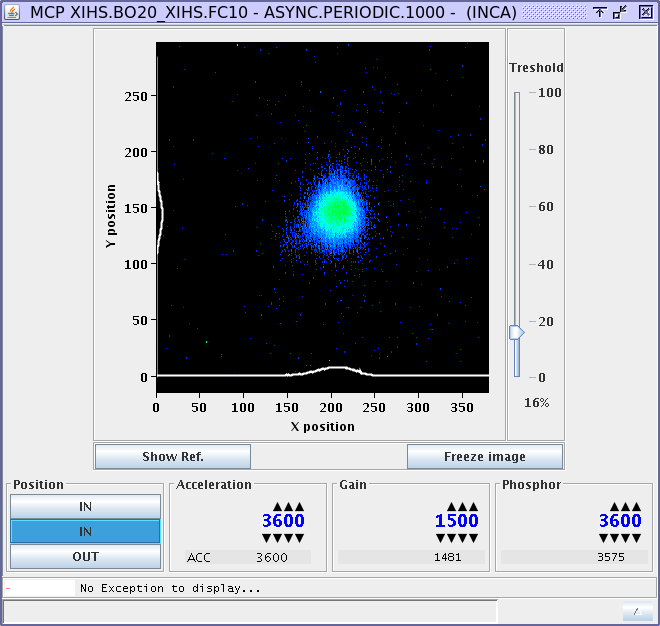 MCP XIHS.BO20_XIHS.FC10 - ASYNC.PERIODIC.1000 - (INCA)
Treshold
100
80
60
40
20
0
16%
Y position
250
200
150
100
50
0
0 50 100 150 200 250 300 350
X position
Show Ref.
Freeze image
Position
IN
IN
OUT
Acceleration
3600
ACC 3600
Gain
1500
1481
Phosphor
3600
3575
- No Exception to display...